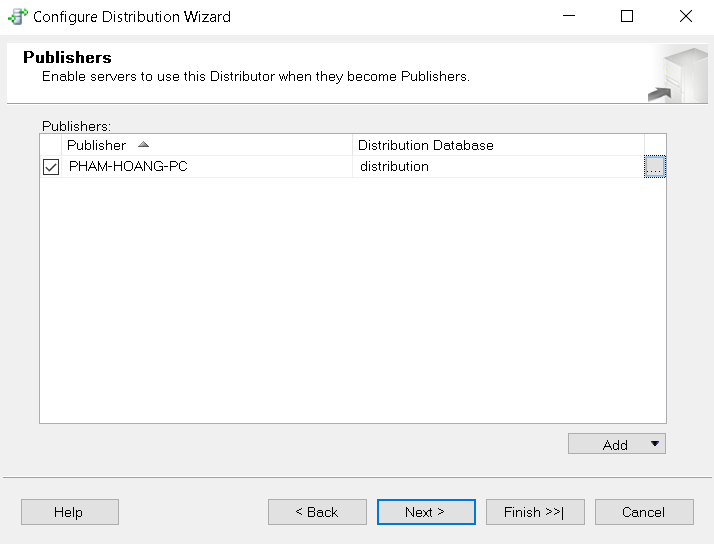 Configure Distribution Wizard
Publishers
Enable servers to use this Distributor when they become Publishers.
Publishers:
Publisher Distribution Database
PHAM-HOANG-PC distribution ....
Add
Help < Back Next > Finish >>| Cancel